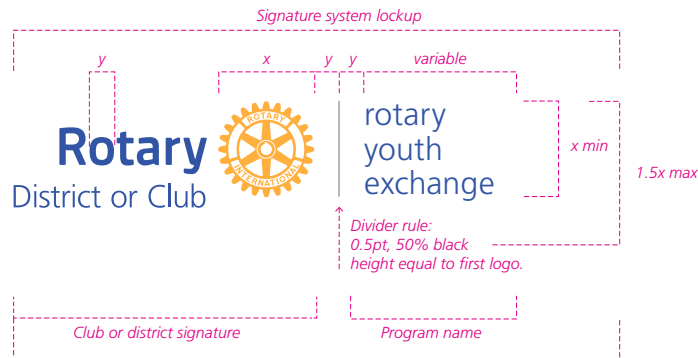 Signature system lockup
y
x
y
y
variable
Rotary
District or Club
ROTARY
INTERNATIONAL
rotary
youth
exchange
x min
1.5x max
Divider rule:
0.5pt, 50% black
height equal to first logo.
Club or district signature
Program name